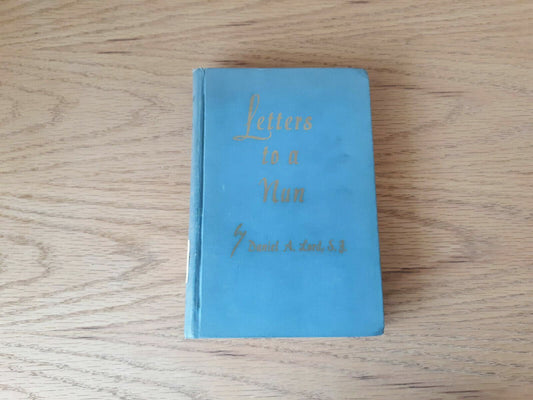 Letters
to a
Nun
by Daniel A. Lord, S. J.